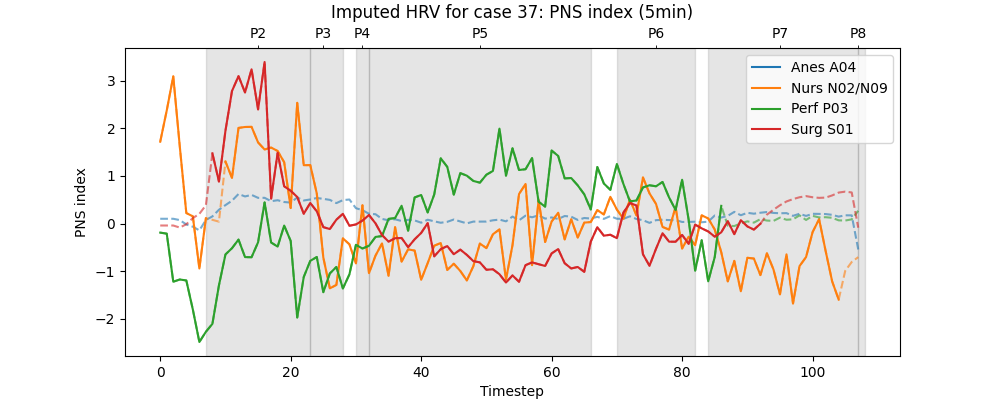 Imputed HRV for case 37: PNS index (5min)
P2 P3 P4 P5 P6 P7 P8
Anes A04
Nurs N02/N09
Perf P03
Surg S01
PNS index
3
2
1
0
−1
−2
0 20 40 60 80 100
Timestep